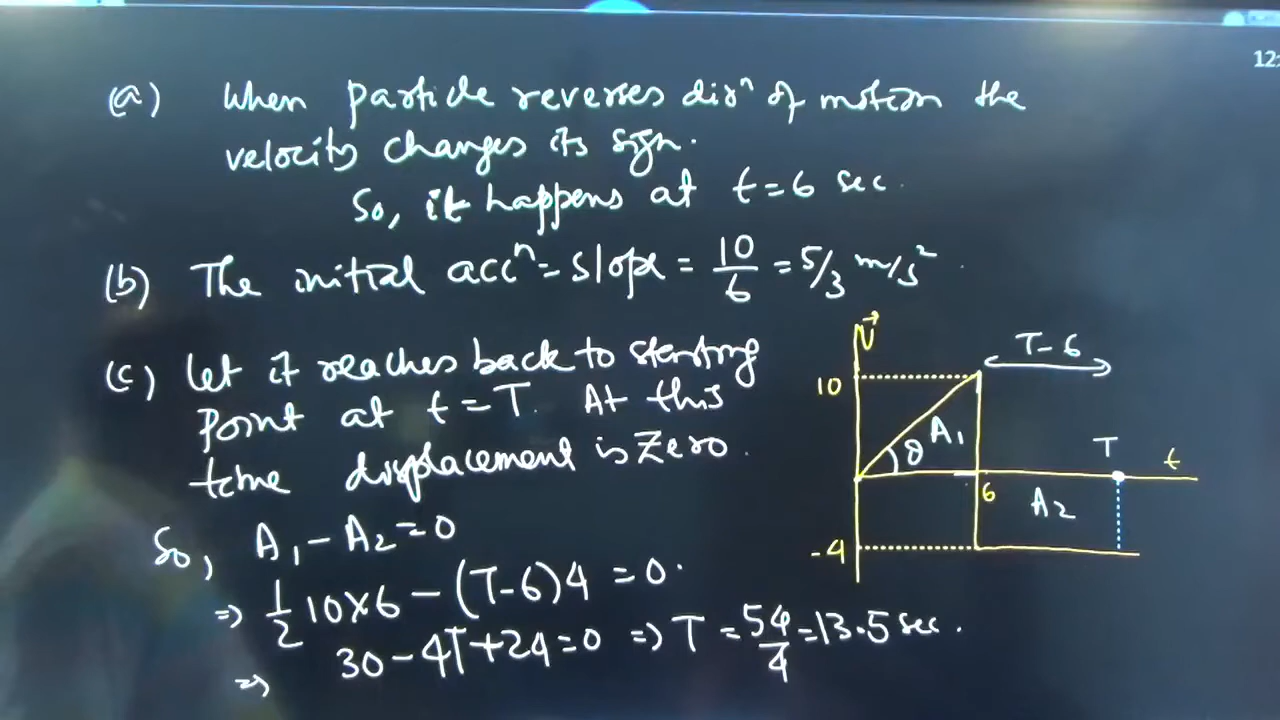 12:
(a) When particle reverses dirⁿ of motion the
velocity changes its sign.
So, it happens at t=6 sec.
(b) The initial accⁿ = slope = 10/6 = 5/3 m/s².
(c) Let it reaches back to starting
point at t=T. At this
time displacement is zero.
So, A₁ - A₂ = 0
⇒ 1/2 10×6 - (T-6)4 = 0.
⇒ 30 - 4T + 24 = 0 ⇒ T = 54/4 = 13.5 sec.
v⃗
T-6
10
A₁
θ
T
t
6
A₂
-4